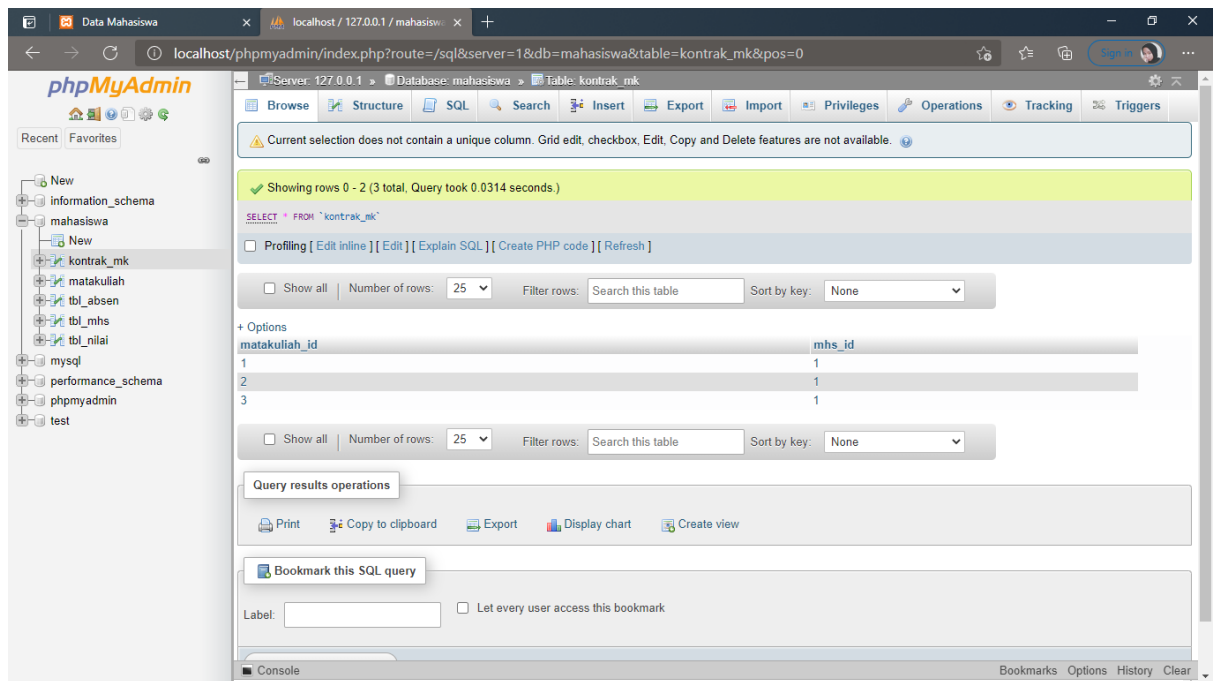 Data Mahasiswa
localhost / 127.0.0.1 / mahasisw
localhost/phpmyadmin/index.php?route=/sql&server=1&db=mahasiswa&table=kontrak_mk&pos=0
Sign in
phpMyAdmin
Recent Favorites
New
information_schema
mahasiswa
New
kontrak_mk
matakuliah
tbl_absen
tbl_mhs
tbl_nilai
mysql
performance_schema
phpmyadmin
test
Server: 127.0.0.1 » Database: mahasiswa » Table: kontrak_mk
Browse Structure SQL Search Insert Export Import Privileges Operations Tracking Triggers
Current selection does not contain a unique column. Grid edit, checkbox, Edit, Copy and Delete features are not available.
Showing rows 0 - 2 (3 total, Query took 0.0314 seconds.)
SELECT * FROM `kontrak_mk`
Profiling [ Edit inline ] [ Edit ] [ Explain SQL ] [ Create PHP code ] [ Refresh ]
Show all | Number of rows: 25 Filter rows: Search this table Sort by key: None
+ Options
matakuliah_id mhs_id
1 1
2 1
3 1
Show all | Number of rows: 25 Filter rows: Search this table Sort by key: None
Query results operations
Print Copy to clipboard Export Display chart Create view
Bookmark this SQL query
Label: Let every user access this bookmark
Console Bookmarks Options History Clear